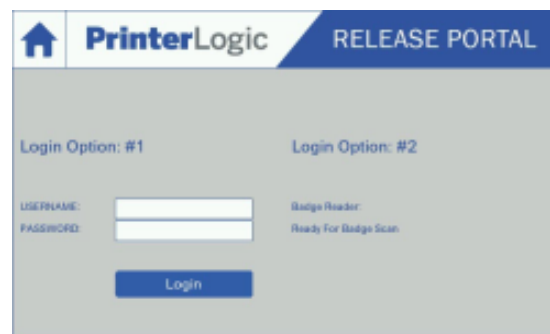 PrinterLogic RELEASE PORTAL
Login Option: #1
Login Option: #2
USERNAME:
PASSWORD:
Badge Reader:
Ready For Badge Scan
Login